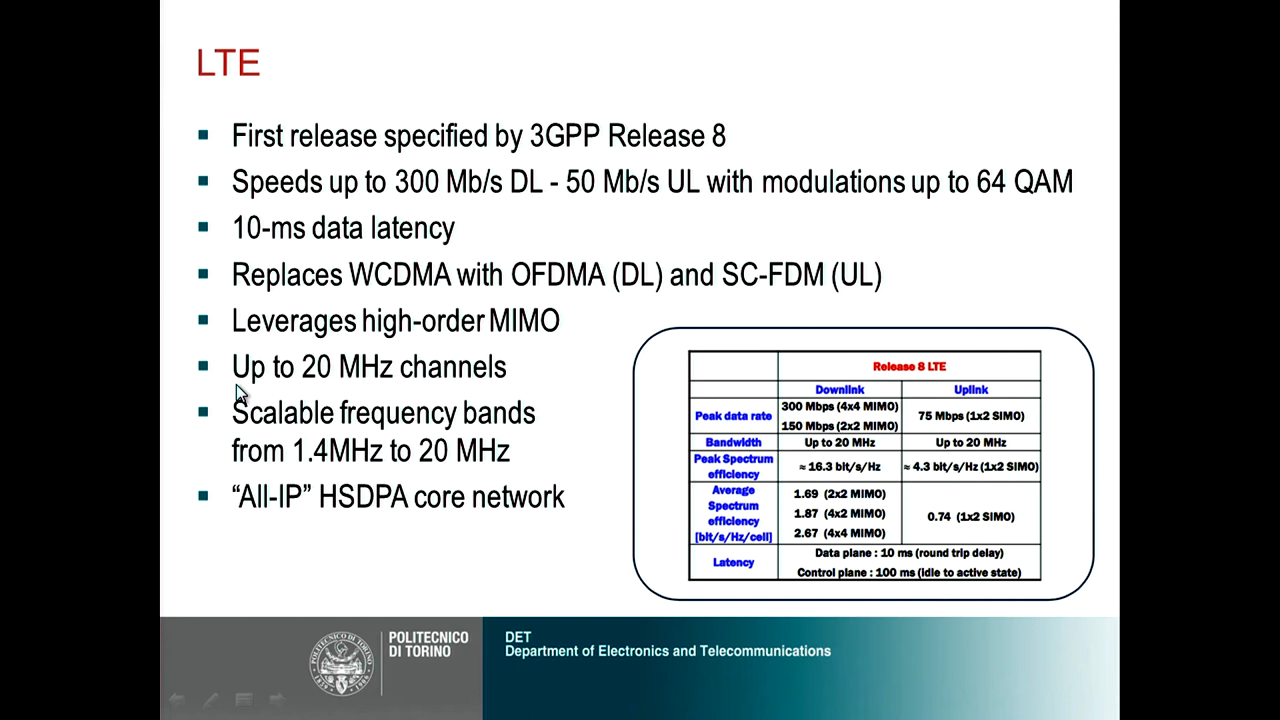 LTE
First release specified by 3GPP Release 8
Speeds up to 300 Mb/s DL - 50 Mb/s UL with modulations up to 64 QAM
10-ms data latency
Replaces WCDMA with OFDMA (DL) and SC-FDM (UL)
Leverages high-order MIMO
Up to 20 MHz channels
Scalable frequency bands
from 1.4MHz to 20 MHz
“All-IP” HSDPA core network
Release 8 LTE
Downlink Uplink
Peak data rate 300 Mbps (4x4 MIMO) 75 Mbps (1x2 SIMO)
150 Mbps (2x2 MIMO)
Bandwidth Up to 20 MHz Up to 20 MHz
Peak Spectrum
efficiency ≈ 16.3 bit/s/Hz ≈ 4.3 bit/s/Hz (1x2 SIMO)
Average
Spectrum
efficiency
[bit/s/Hz/cell]
1.69 (2x2 MIMO)
1.87 (4x2 MIMO) 0.74 (1x2 SIMO)
2.67 (4x4 MIMO)
Latency Data plane : 10 ms (round trip delay)
Control plane : 100 ms (idle to active state)
POLITECNICO
DI TORINO
DET
Department of Electronics and Telecommunications